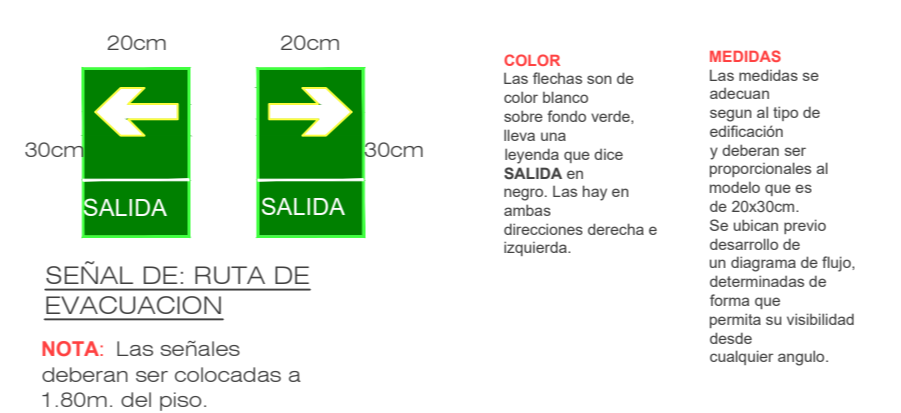 20cm
20cm
30cm
30cm
SALIDA
SALIDA
SEÑAL DE: RUTA DE
EVACUACION
NOTA: Las señales
deberan ser colocadas a
1.80m. del piso.
COLOR
Las flechas son de
color blanco
sobre fondo verde,
lleva una
leyenda que dice
SALIDA en
negro. Las hay en
ambas
direcciones derecha e
izquierda.
MEDIDAS
Las medidas se
adecuan
segun al tipo de
edificación
y deberan ser
proporcionales al
modelo que es
de 20x30cm.
Se ubican previo
desarrollo de
un diagrama de flujo,
determinadas de
forma que
permita su visibilidad
desde
cualquier angulo.